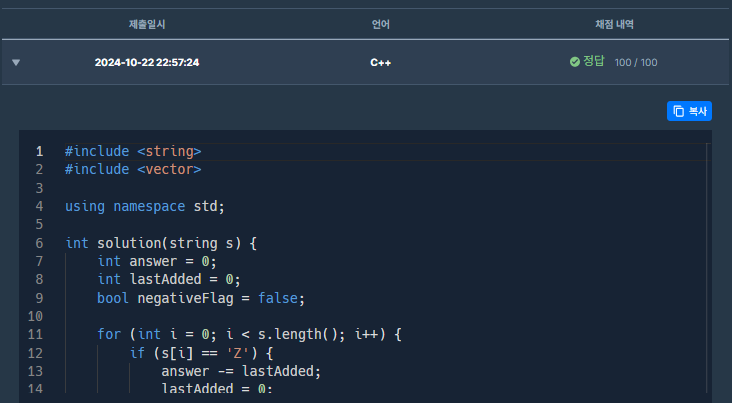 제출일시 언어 채점 내역
▼ 2024-10-22 22:57:24 C++ 정답 100 / 100
복사
1 #include <string>
2 #include <vector>
3
4 using namespace std;
5
6 int solution(string s) {
7     int answer = 0;
8     int lastAdded = 0;
9     bool negativeFlag = false;
10
11     for (int i = 0; i < s.length(); i++) {
12         if (s[i] == 'Z') {
13             answer -= lastAdded;
14             lastAdded = 0;